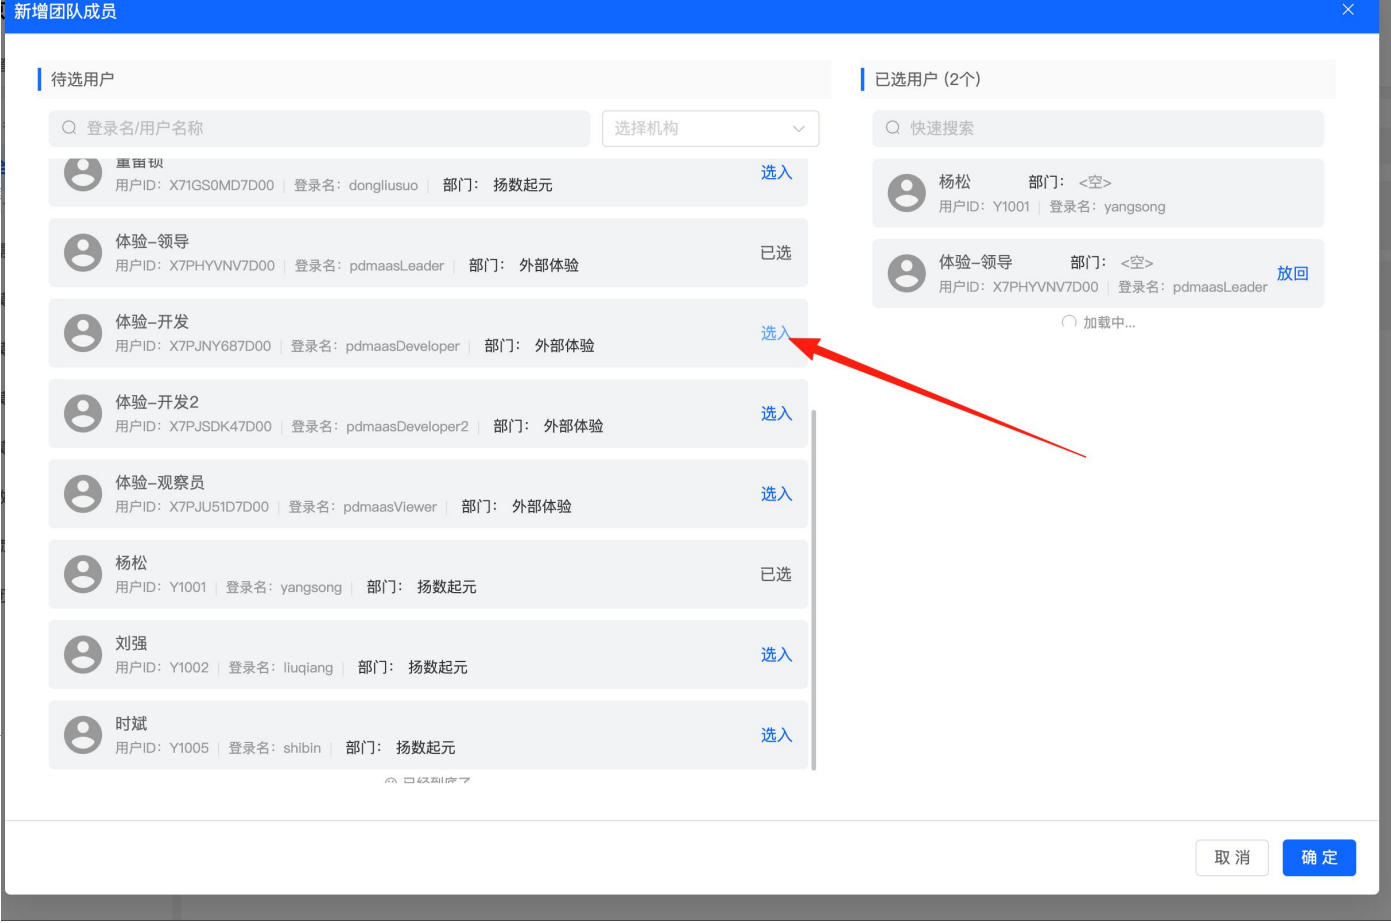 新增团队成员
待选用户
登录名/用户名称
选择机构
董留锁
用户ID: X71GS0MD7D00 登录名: dongliusuo 部门: 扬数起元
选入
体验-领导
用户ID: X7PHYVNV7D00 登录名: pdmaasLeader 部门: 外部体验
已选
体验-开发
用户ID: X7PJNY687D00 登录名: pdmaasDeveloper 部门: 外部体验
选入
体验-开发2
用户ID: X7PJSDK47D00 登录名: pdmaasDeveloper2 部门: 外部体验
选入
体验-观察员
用户ID: X7PJU51D7D00 登录名: pdmaasViewer 部门: 外部体验
选入
杨松
用户ID: Y1001 登录名: yangsong 部门: 扬数起元
已选
刘强
用户ID: Y1002 登录名: liuqiang 部门: 扬数起元
选入
时斌
用户ID: Y1005 登录名: shibin 部门: 扬数起元
选入
已经到底了
已选用户 (2个)
快速搜索
杨松 部门: <空>
用户ID: Y1001 登录名: yangsong
体验-领导 部门: <空>
用户ID: X7PHYVNV7D00 登录名: pdmaasLeader
放回
加载中...
取消
确定